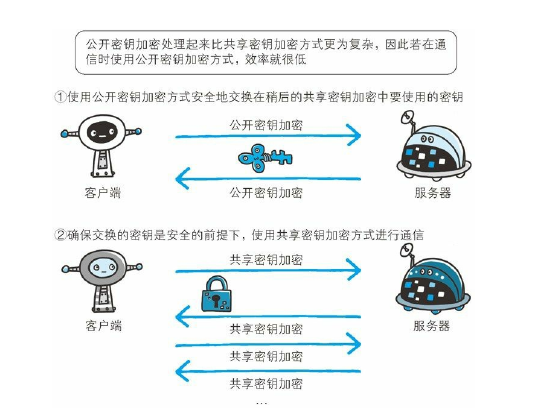 公开密钥加密处理起来比共享密钥加密方式更为复杂，因此若在通
信时使用公开密钥加密方式，效率就很低
①使用公开密钥加密方式安全地交换在稍后的共享密钥加密中要使用的密钥
公开密钥加密
公开密钥加密
客户端
服务器
②确保交换的密钥是安全的前提下，使用共享密钥加密方式进行通信
共享密钥加密
客户端
服务器
共享密钥加密
共享密钥加密
共享密钥加密
…